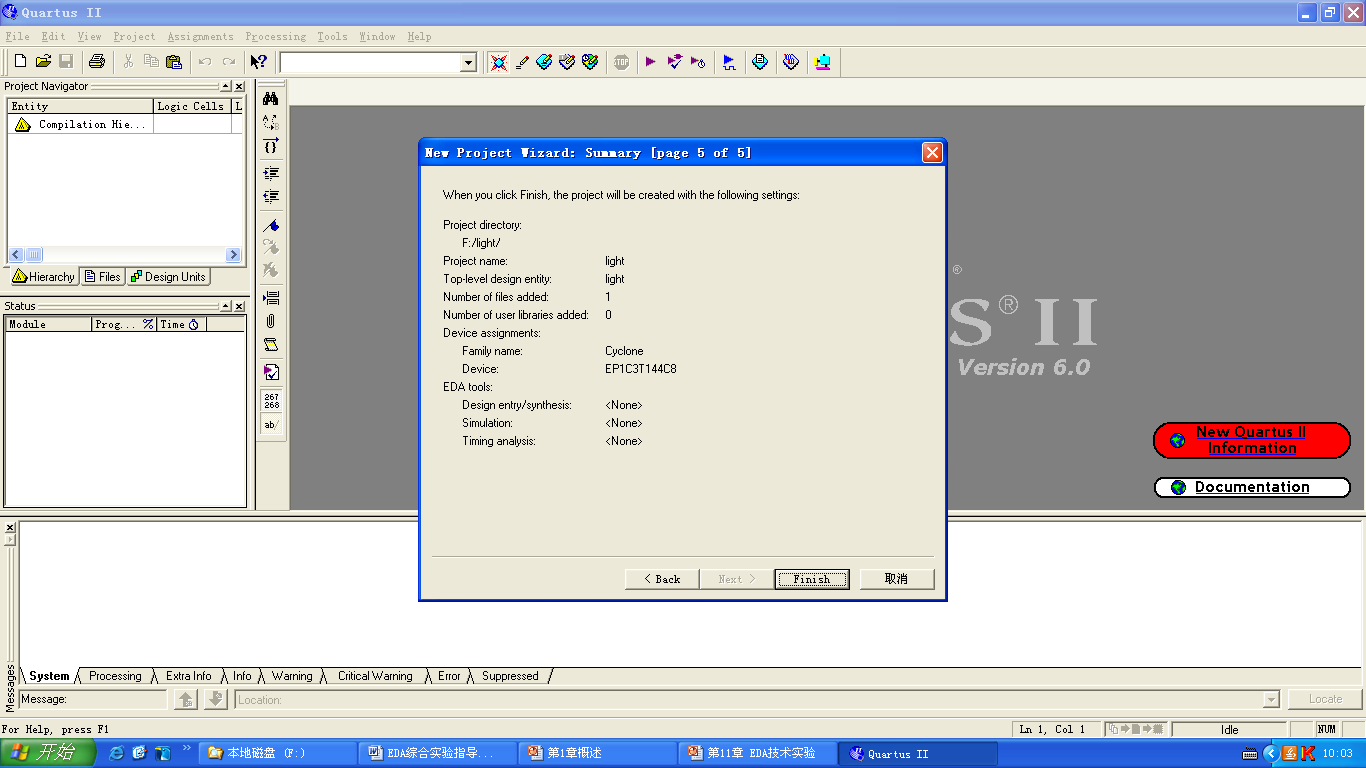 Quartus II
File Edit View Project Assignments Processing Tools Window Help
STOP
Project Navigator
Entity Logic Cells L
Compilation Hie...
Hierarchy Files Design Units
Status
Module Prog... % Time
267
268
ab/
New Project Wizard: Summary [page 5 of 5]
When you click Finish, the project will be created with the following settings:
Project directory:
F:/light/
Project name: light
Top-level design entity: light
Number of files added: 1
Number of user libraries added: 0
Device assignments:
Family name: Cyclone
Device: EP1C3T144C8
EDA tools:
Design entry/synthesis: <None>
Simulation: <None>
Timing analysis: <None>
< Back Next > Finish 取消
®
S® II
Version 6.0
New Quartus II
Information
Documentation
System Processing Extra Info Info Warning Critical Warning Error Suppressed
Messages
Message: Location: Locate
For Help, press F1 Ln 1, Col 1 Idle NUM
开始 本地磁盘 (F:) EDA综合实验指导... 第1章概述 第11章 EDA技术实验 Quartus II 10:03